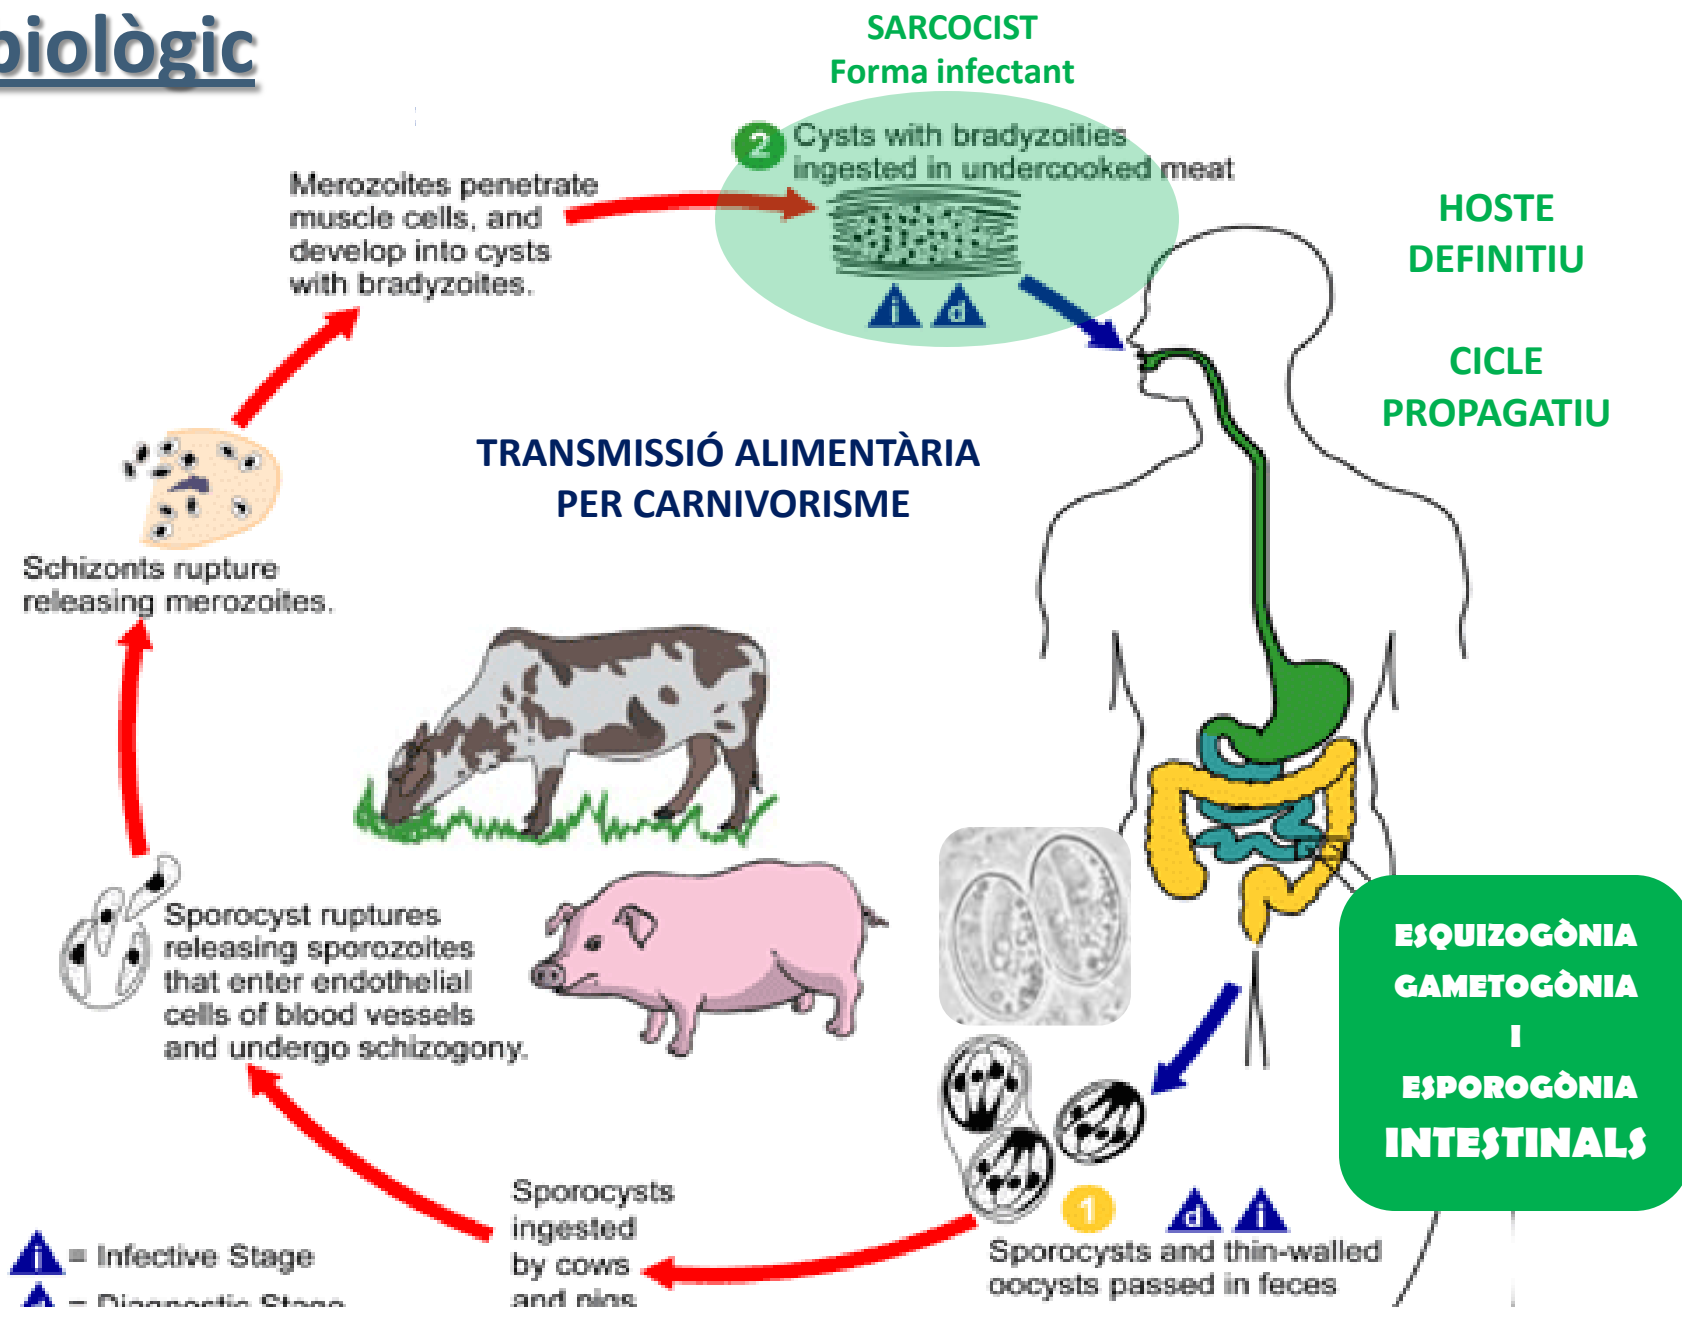 biològic
SARCOCIST
Forma infectant
2 Cysts with bradyzoities
ingested in undercooked meat
i d
Merozoites penetrate
muscle cells, and
develop into cysts
with bradyzoites.
HOSTE
DEFINITIU
CICLE
PROPAGATIU
TRANSMISSIÓ ALIMENTÀRIA
PER CARNIVORISME
Schizonts rupture
releasing merozoites.
Sporocyst ruptures
releasing sporozoites
that enter endothelial
cells of blood vessels
and undergo schizogony.
ESQUIZOGÒNIA
GAMETOGÒNIA
I
ESPOROGÒNIA
INTESTINALS
Sporocysts
ingested
by cows
and pigs
1 d i
Sporocysts and thin-walled
oocysts passed in feces
i = Infective Stage
d = Diagnostic Stage